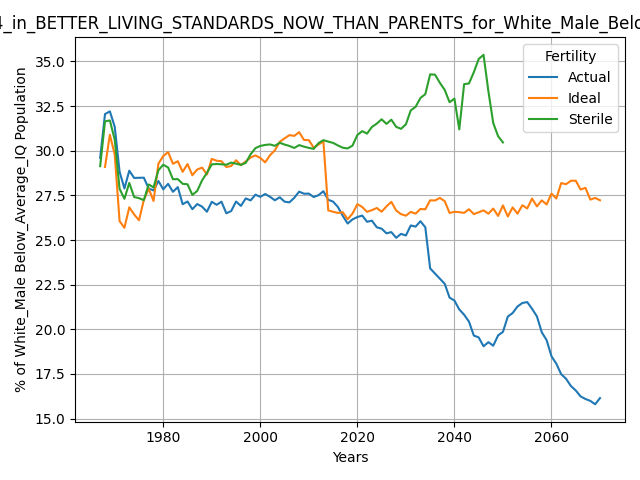 4_in_BETTER_LIVING_STANDARDS_NOW_THAN_PARENTS_for_White_Male_Belo
% of White_Male Below_Average_IQ Population
35.0
32.5
30.0
27.5
25.0
22.5
20.0
17.5
15.0
1980
2000
2020
2040
2060
Years
Fertility
Actual
Ideal
Sterile